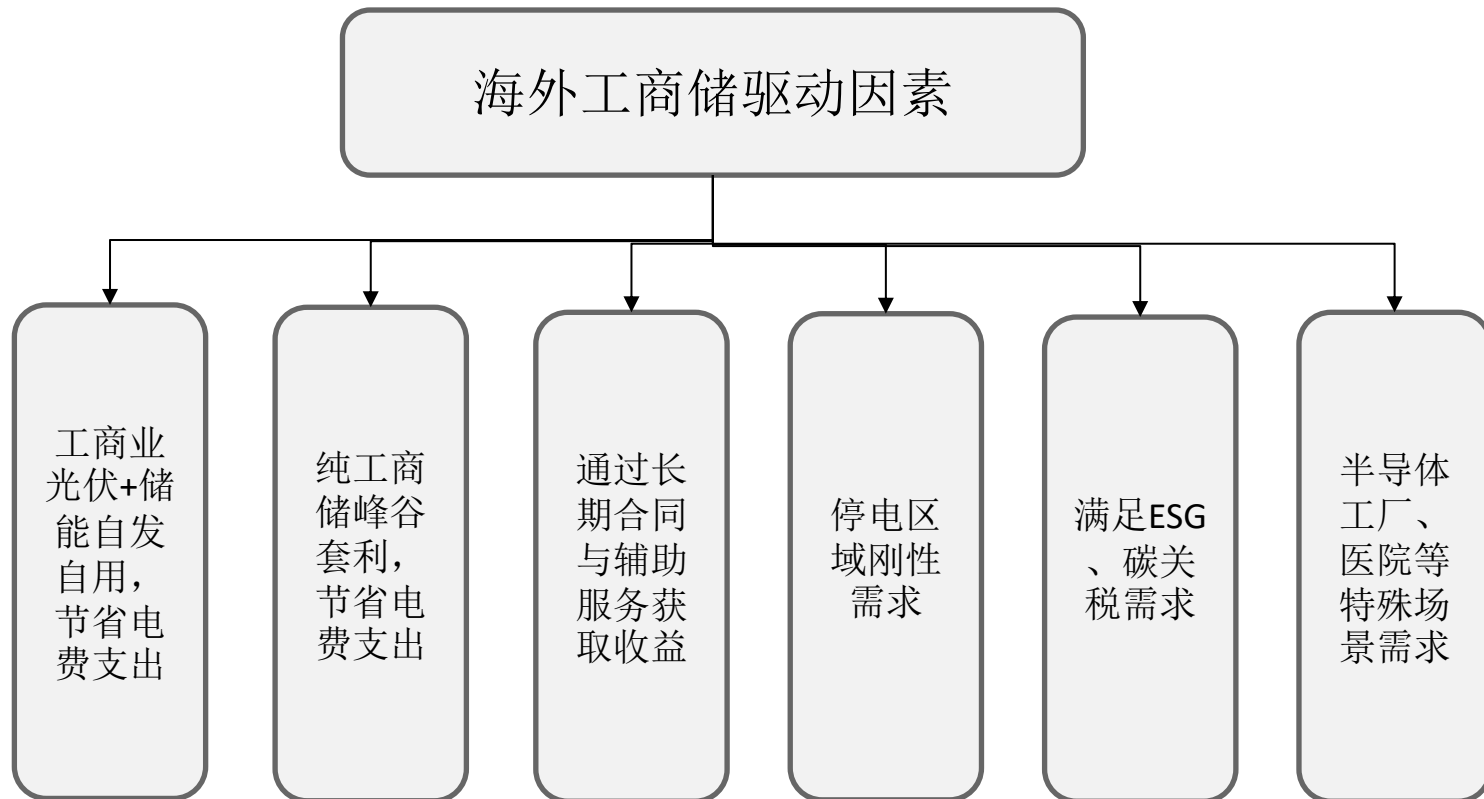 海外工商储驱动因素
工商业
光伏+储
能自发
自用，
节省电
费支出
纯工商
储峰谷
套利，
节省电
费支出
通过长
期合同
与辅助
服务获
取收益
停电区
域刚性
需求
满足ESG
、碳关
税需求
半导体
工厂、
医院等
特殊场
景需求